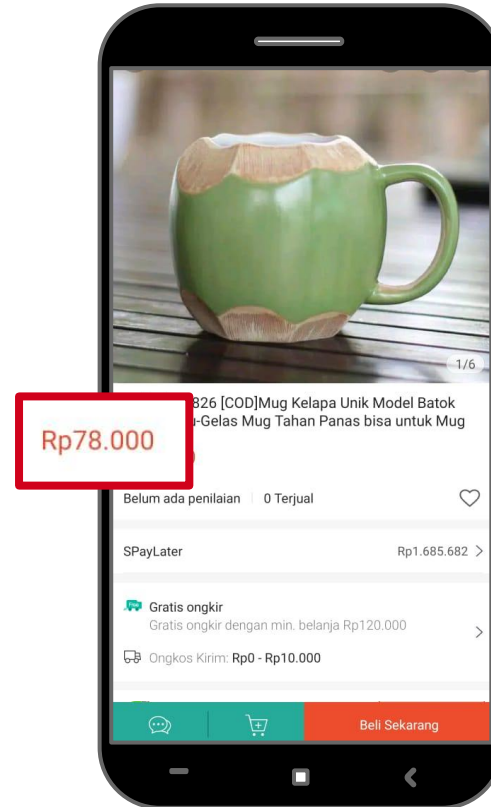 1/6
826 [COD]Mug Kelapa Unik Model Batok
-Gelas Mug Tahan Panas bisa untuk Mug
Rp78.000
Belum ada penilaian 0 Terjual
SPayLater Rp1.685.682
Gratis ongkir
Gratis ongkir dengan min. belanja Rp120.000
Ongkos Kirim: Rp0 - Rp10.000
Beli Sekarang